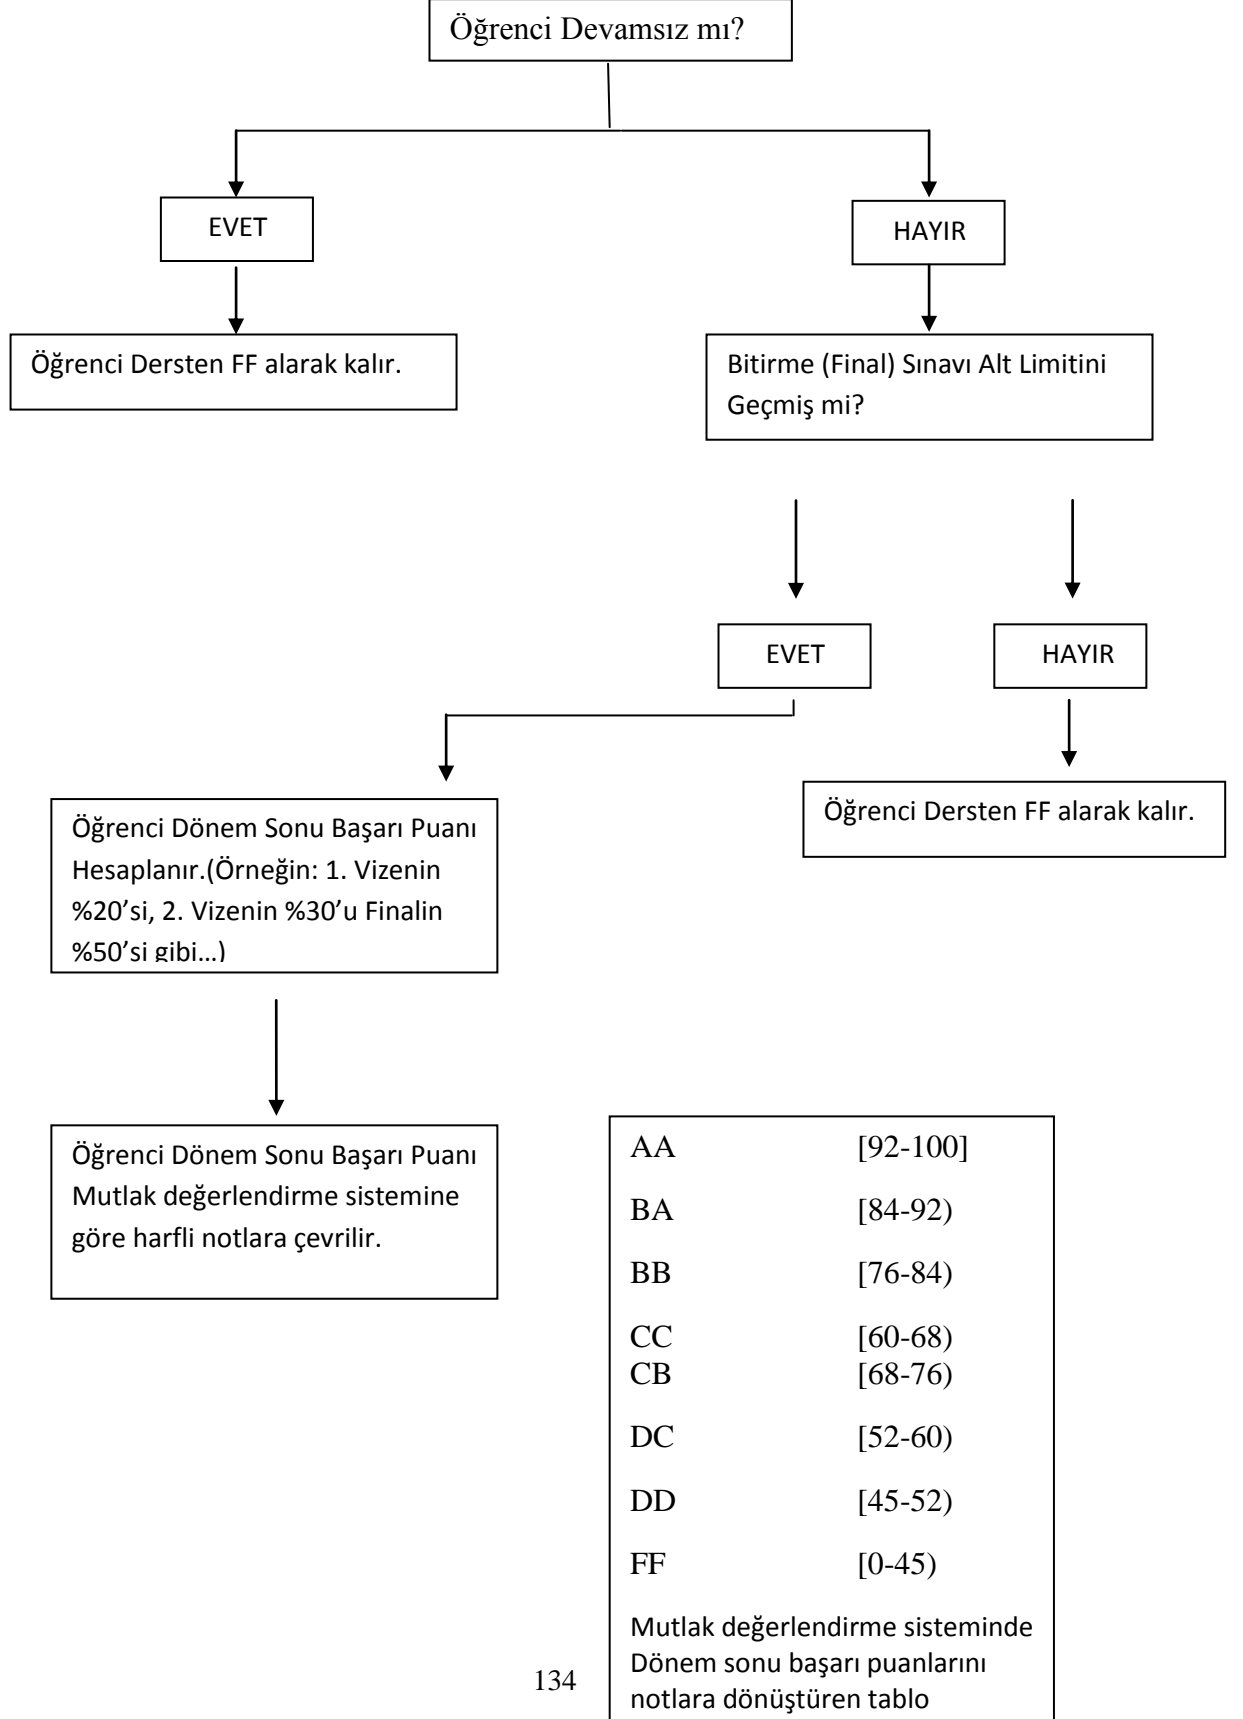 Öğrenci Devamsız mı?
EVET
HAYIR
Öğrenci Dersten FF alarak kalır.
Bitirme (Final) Sınavı Alt Limitini
Geçmiş mi?
EVET
HAYIR
Öğrenci Dönem Sonu Başarı Puanı
Hesaplanır.(Örneğin: 1. Vizenin
%20’si, 2. Vizenin %30’u Finalin
%50’si gibi…)
Öğrenci Dersten FF alarak kalır.
Öğrenci Dönem Sonu Başarı Puanı
Mutlak değerlendirme sistemine
göre harfli notlara çevrilir.
AA [92-100]
BA [84-92)
BB [76-84)
CC [60-68)
CB [68-76)
DC [52-60)
DD [45-52)
FF [0-45)
Mutlak değerlendirme sisteminde
Dönem sonu başarı puanlarını
notlara dönüştüren tablo
134